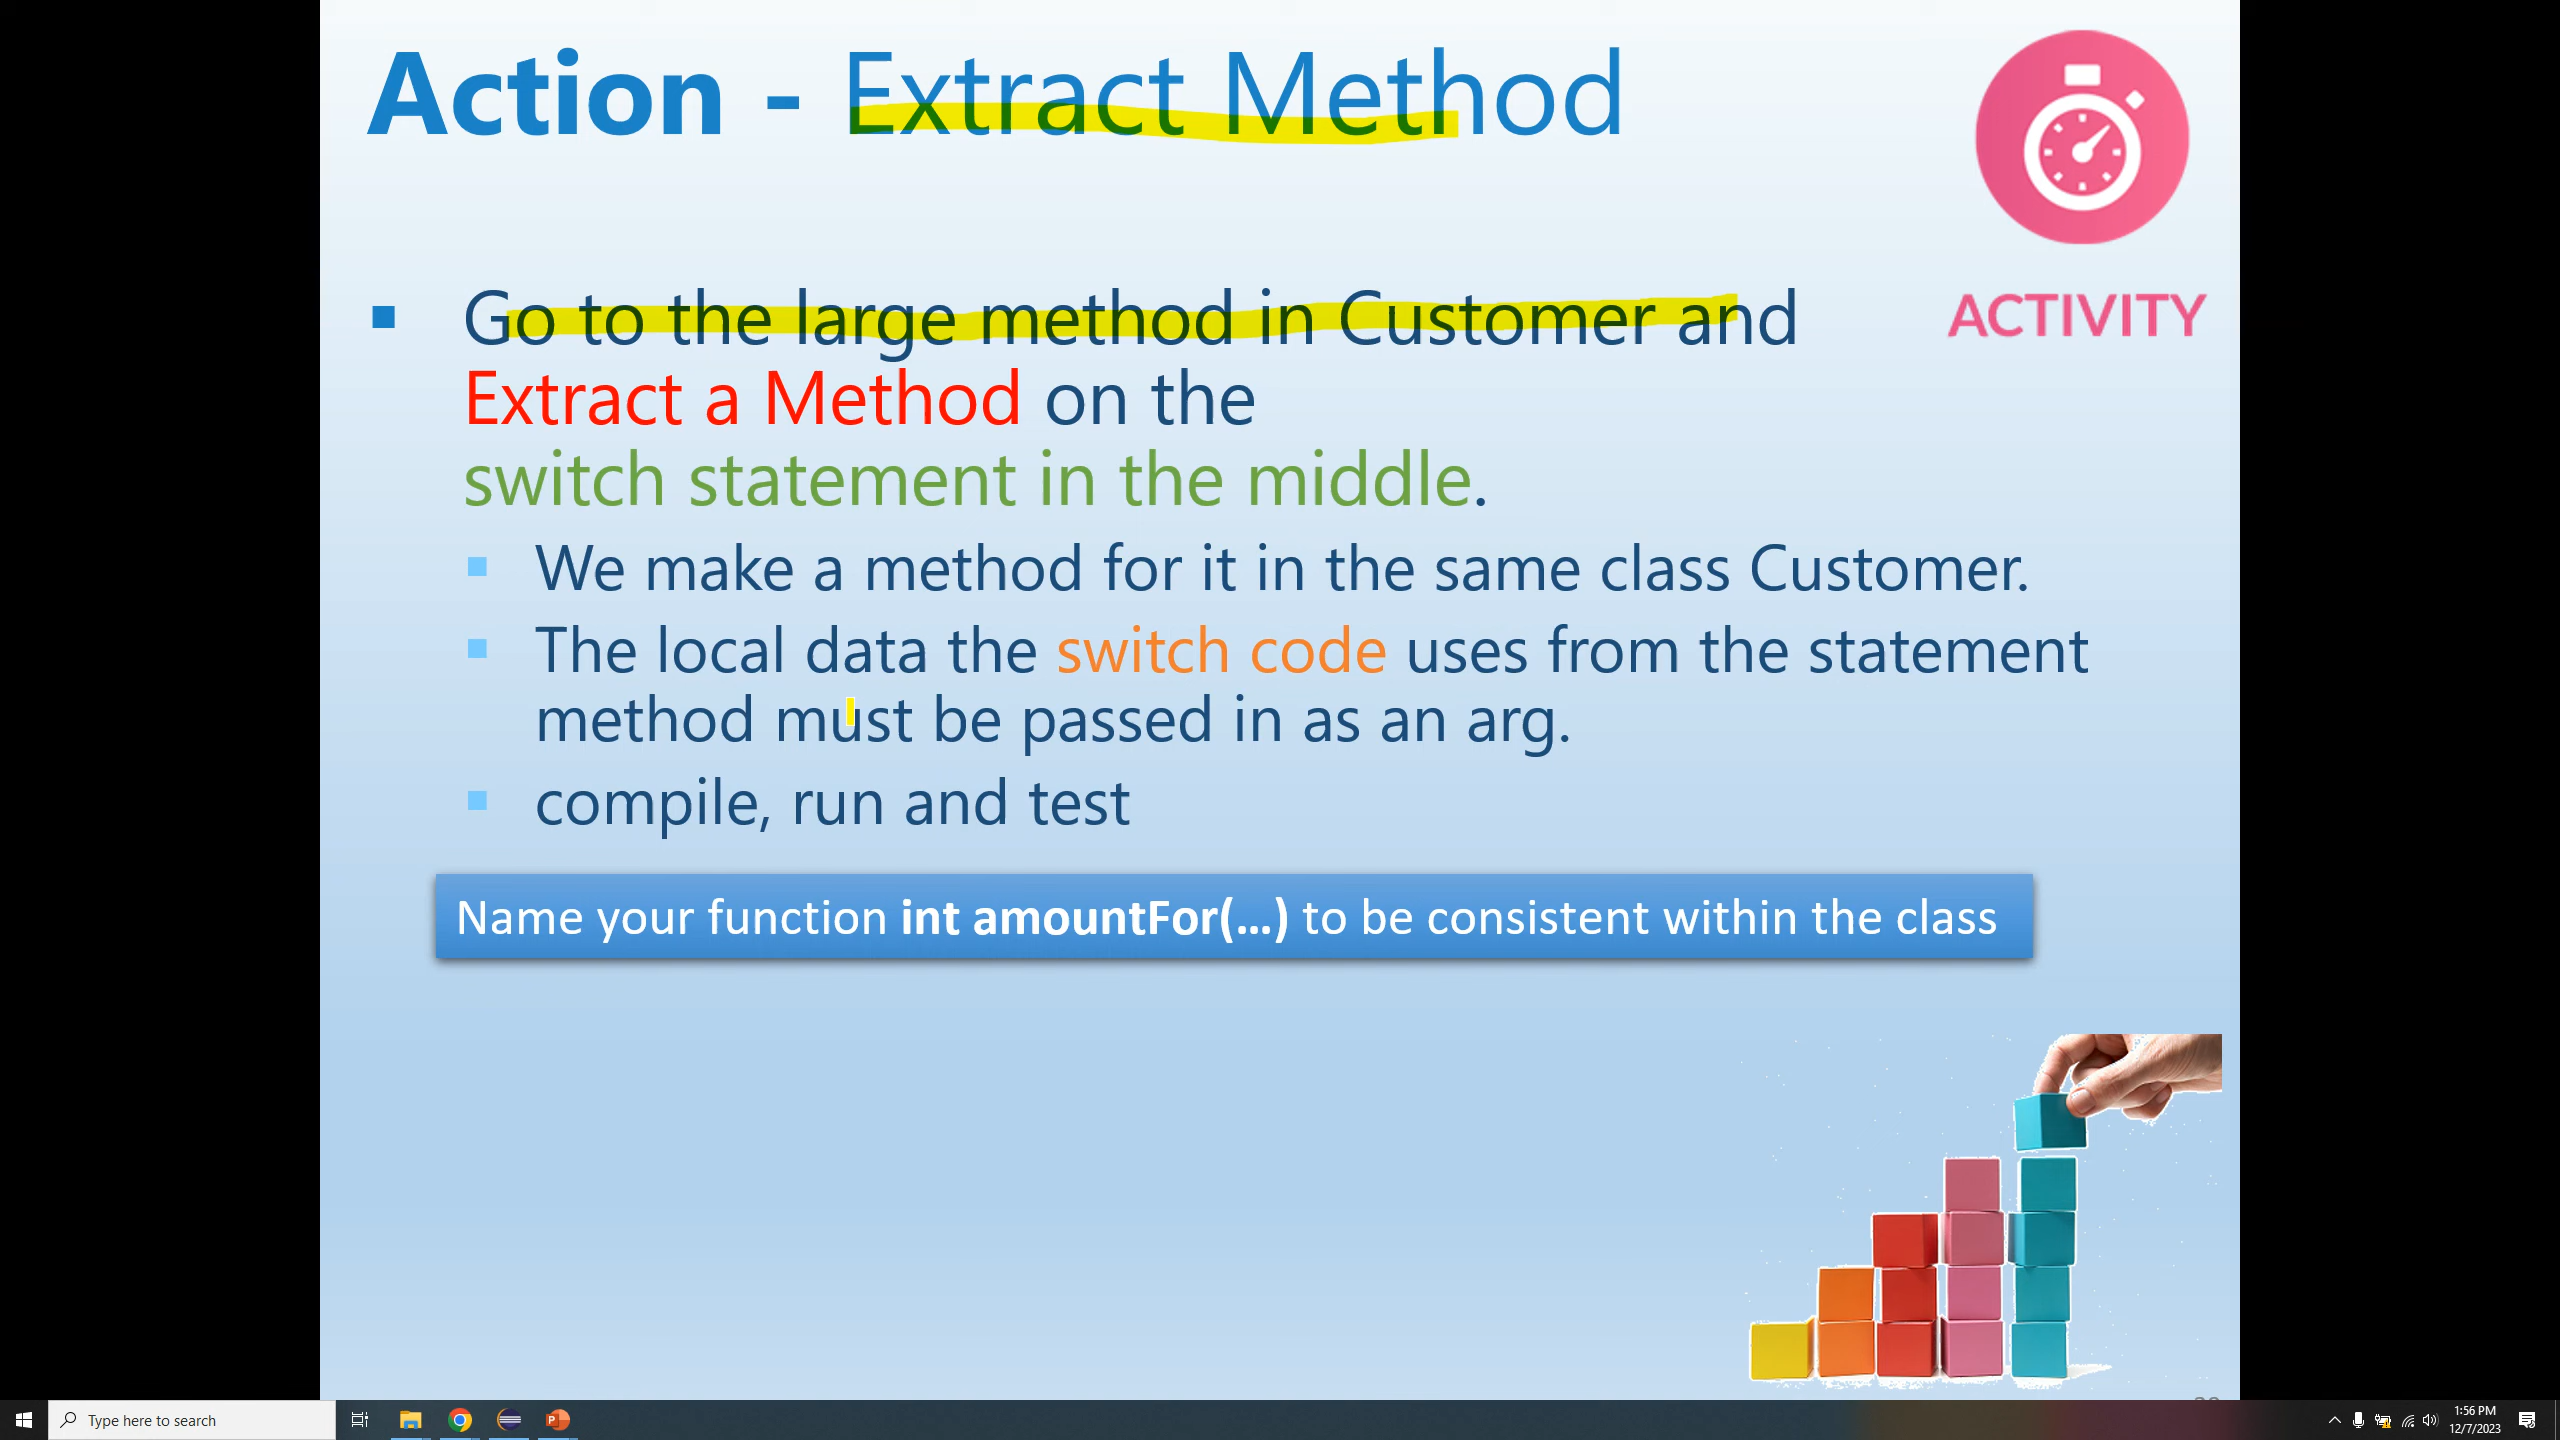 Action - Extract Method
ACTIVITY
Go to the large method in Customer and
Extract a Method on the
switch statement in the middle.
We make a method for it in the same class Customer.
The local data the switch code uses from the statement
method must be passed in as an arg.
compile, run and test
Name your function int amountFor(...) to be consistent within the class
Type here to search
1:56 PM
12/7/2023